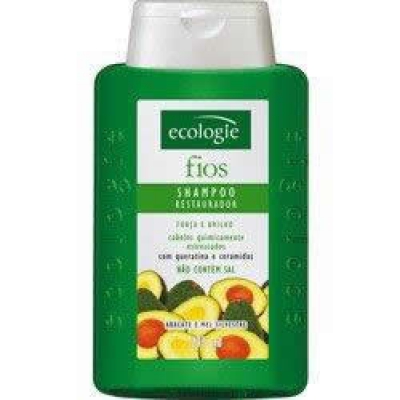 ecologie
fios
SHAMPOO
RESTAURADOR
FORÇA E BRILHO
cabelos quimicamente
estressados
com queratina e ceramidas
NÃO CONTÉM SAL
ABACATE E MEL SILVESTRE